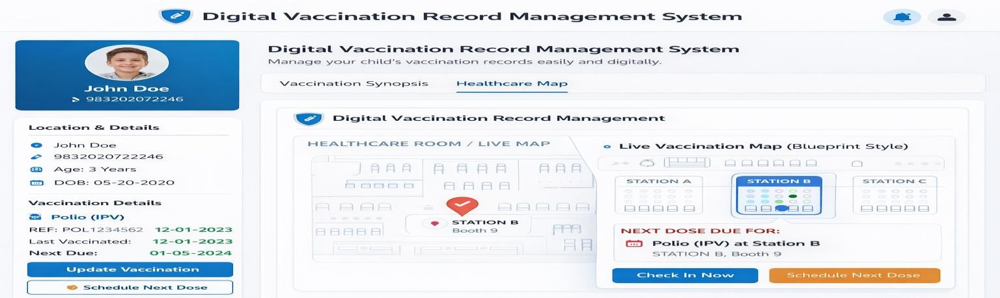 Digital Vaccination Record Management System
John Doe
983202072246
Location & Details
John Doe
9832020722246
Age: 3 Years
DOB: 05-20-2020
Vaccination Details
Polio (IPV)
REF: POL1234562 12-01-2023
Last Vaccinated: 12-01-2023
Next Due: 01-05-2024
Update Vaccination
Schedule Next Dose
Digital Vaccination Record Management System
Manage your child's vaccination records easily and digitally.
Vaccination Synopsis Healthcare Map
Digital Vaccination Record Management
HEALTHCARE ROOM / LIVE MAP
STATION B
Booth 9
Live Vaccination Map (Blueprint Style)
STATION A STATION B STATION C
NEXT DOSE DUE FOR:
Polio (IPV) at Station B
STATION B, Booth 9
Check In Now Schedule Next Dose